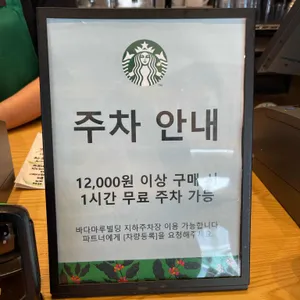 주차 안내
12,000원 이상 구매 시
1시간 무료 주차 가능
바다마루빌딩 지하주차장 이용 가능합니다
파트너에게 (차량등록)을 요청해주